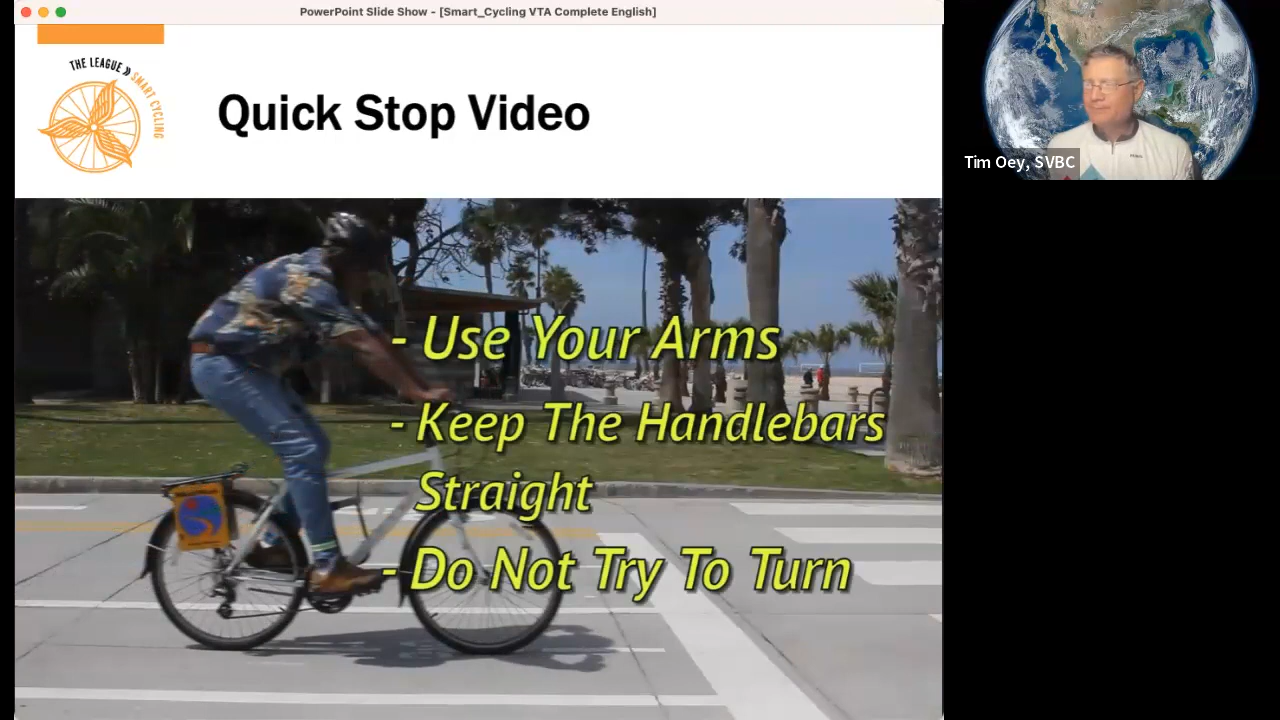 PowerPoint Slide Show - [Smart_Cycling VTA Complete English]
THE LEAGUE
SMART CYCLING
Quick Stop Video
- Use Your Arms
- Keep The Handlebars
Straight
- Do Not Try To Turn
Tim Oey, SVBC